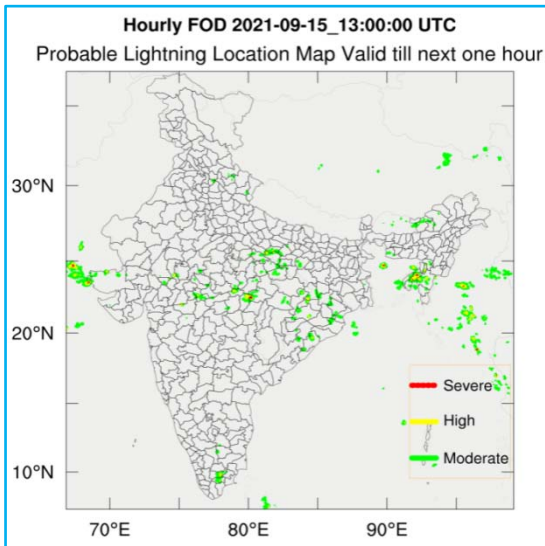 Hourly FOD 2021-09-15_13:00:00 UTC
Probable Lightning Location Map Valid till next one hour
30°N
20°N
10°N
70°E
80°E
90°E
Severe
High
Moderate